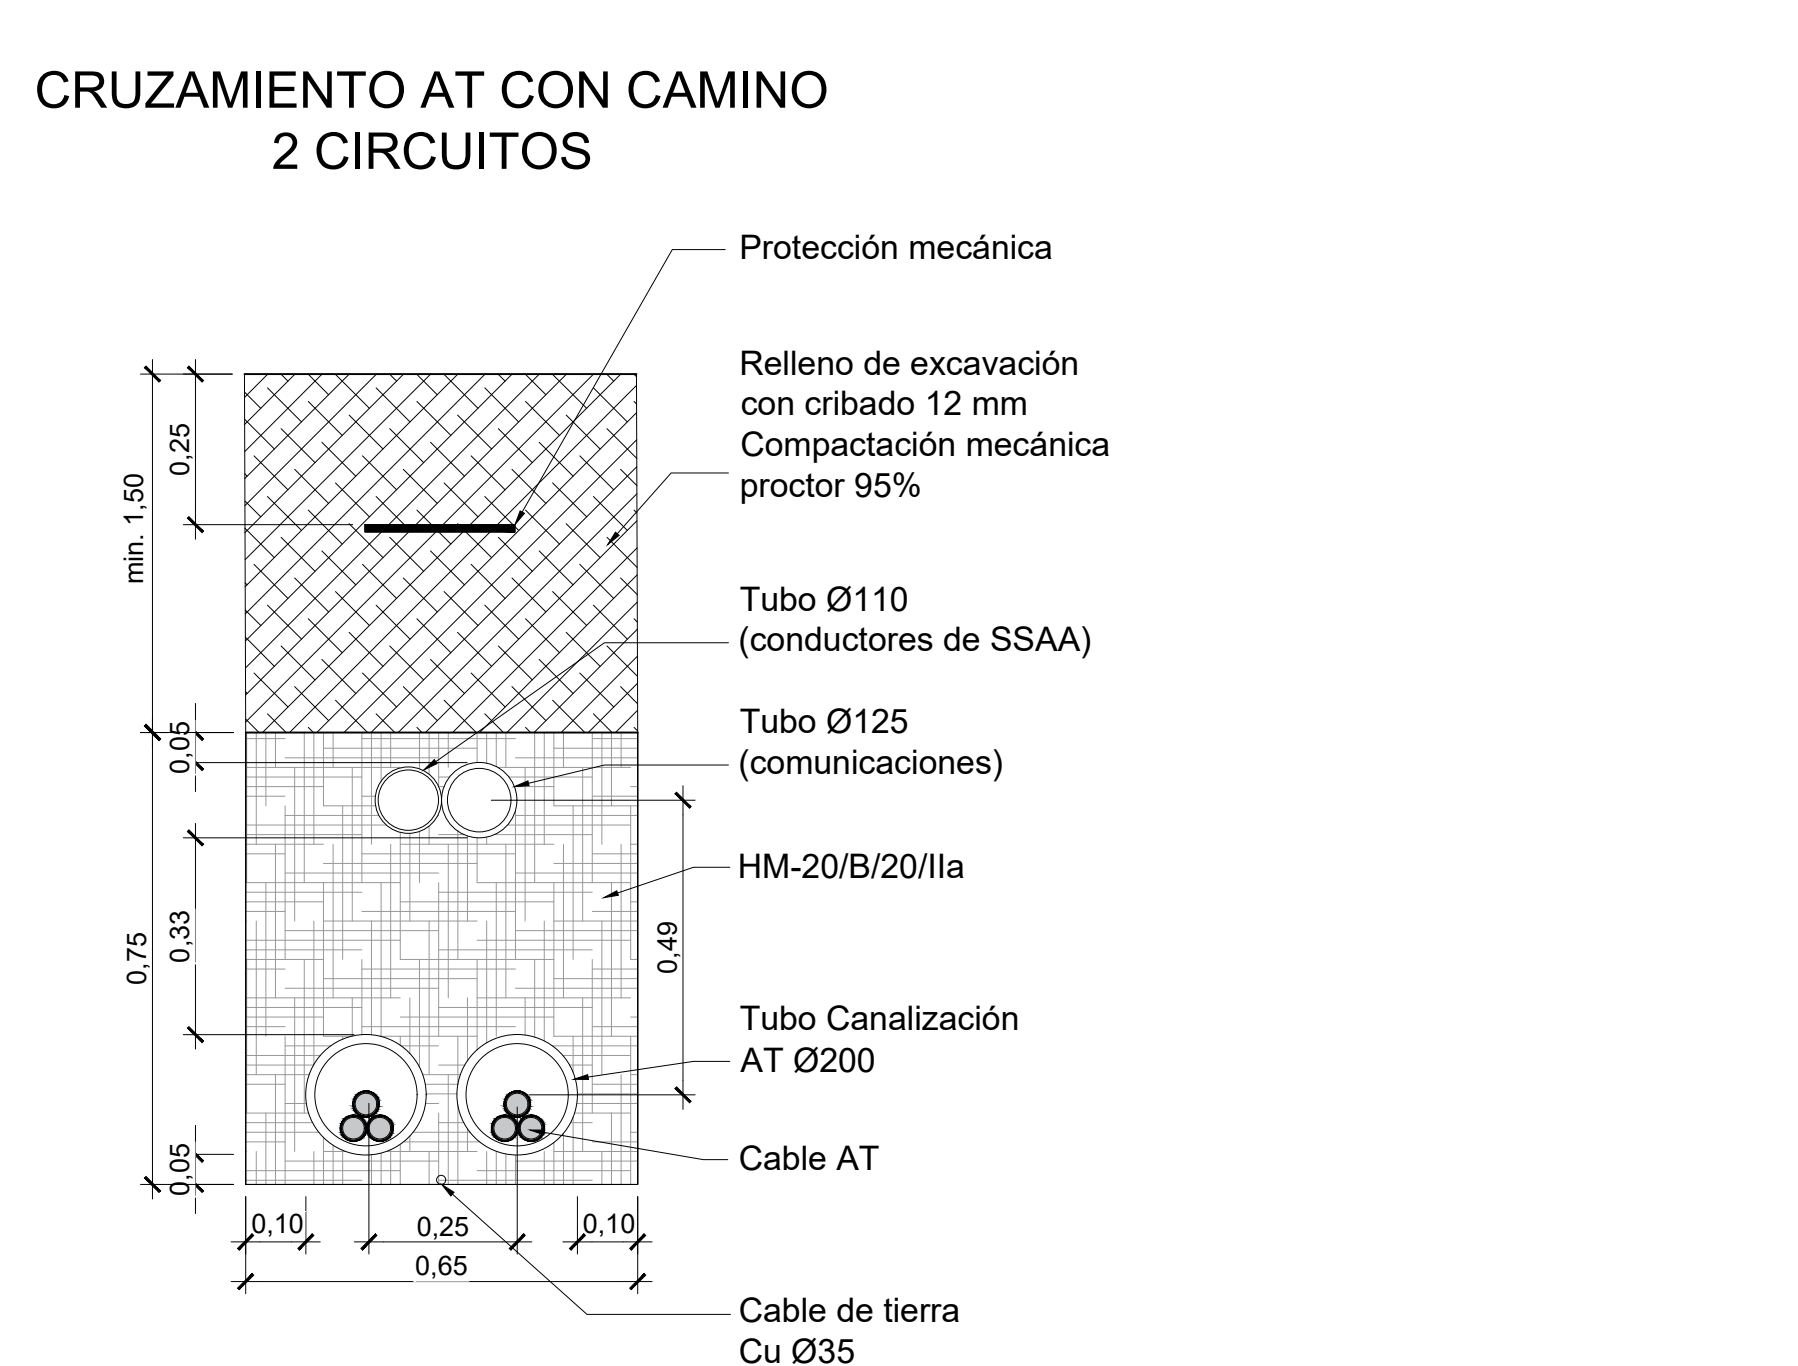 CRUZAMIENTO AT CON CAMINO
2 CIRCUITOS
Protección mecánica
Relleno de excavación
con cribado 12 mm
Compactación mecánica
proctor 95%
Tubo Ø110
(conductores de SSAA)
Tubo Ø125
(comunicaciones)
HM-20/B/20/IIa
Tubo Canalización
AT Ø200
Cable AT
Cable de tierra
Cu Ø35
min. 1,50
0,25
0,05
0,33
0,75
0,05
0,49
0,10
0,25
0,10
0,65